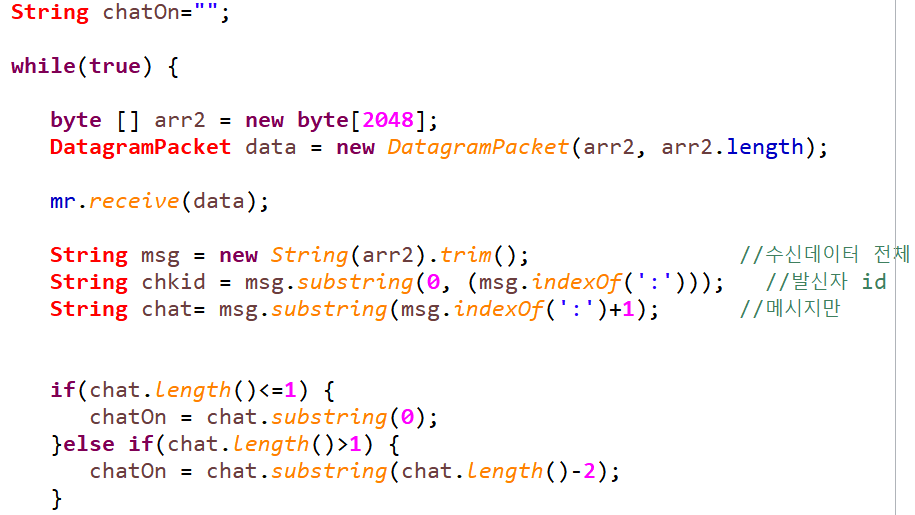 String chatOn="";
while(true) {
byte [] arr2 = new byte[2048];
DatagramPacket data = new DatagramPacket(arr2, arr2.length);
mr.receive(data);
String msg = new String(arr2).trim(); //수신데이터 전체
String chkid = msg.substring(0, (msg.indexOf(':'))); //발신자 id
String chat= msg.substring(msg.indexOf(':')+1); //메시지만
if(chat.length()<=1) {
chatOn = chat.substring(0);
}else if(chat.length()>1) {
chatOn = chat.substring(chat.length()-2);
}